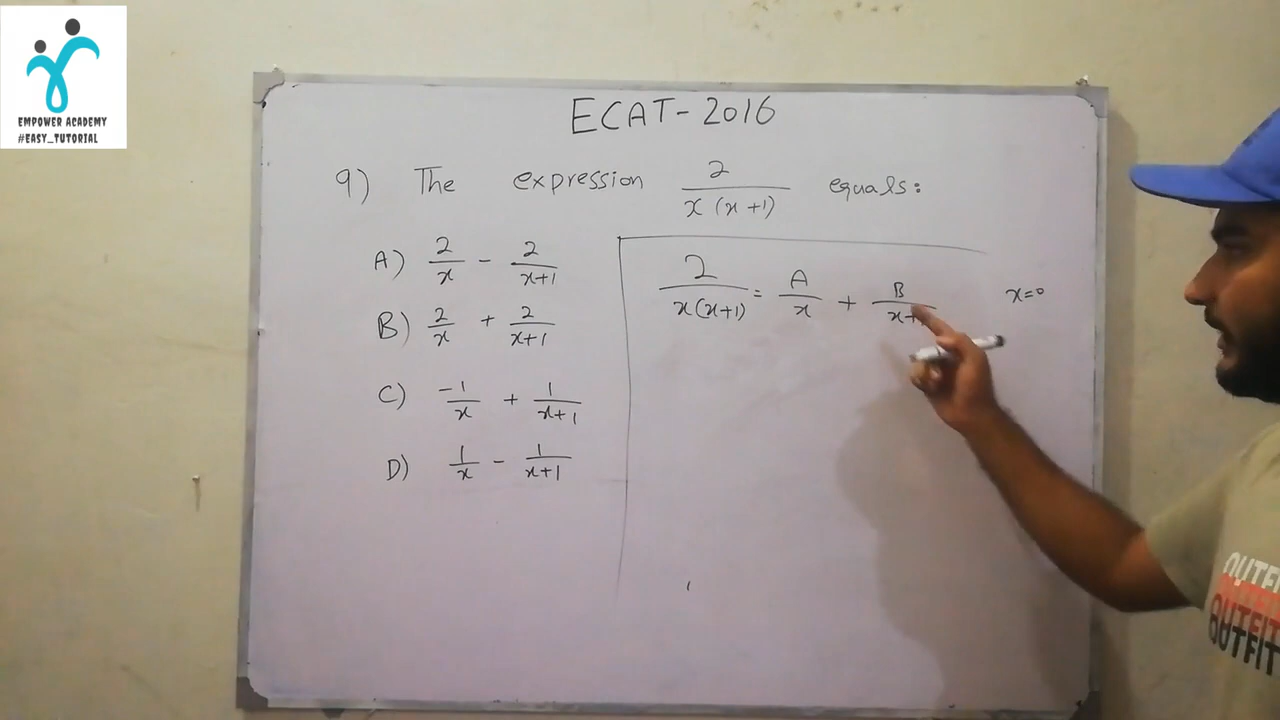 EMPOWER ACADEMY
#EASY_TUTORIAL
ECAT-2016
9) The expression 2/x(x+1) equals:
A) 2/x - 2/x+1
B) 2/x + 2/x+1
C) -1/x + 1/x+1
D) 1/x - 1/x+1
2/x(x+1) = A/x + B/x+
x=0
OUTFIT
OUTFIT
OUTFIT